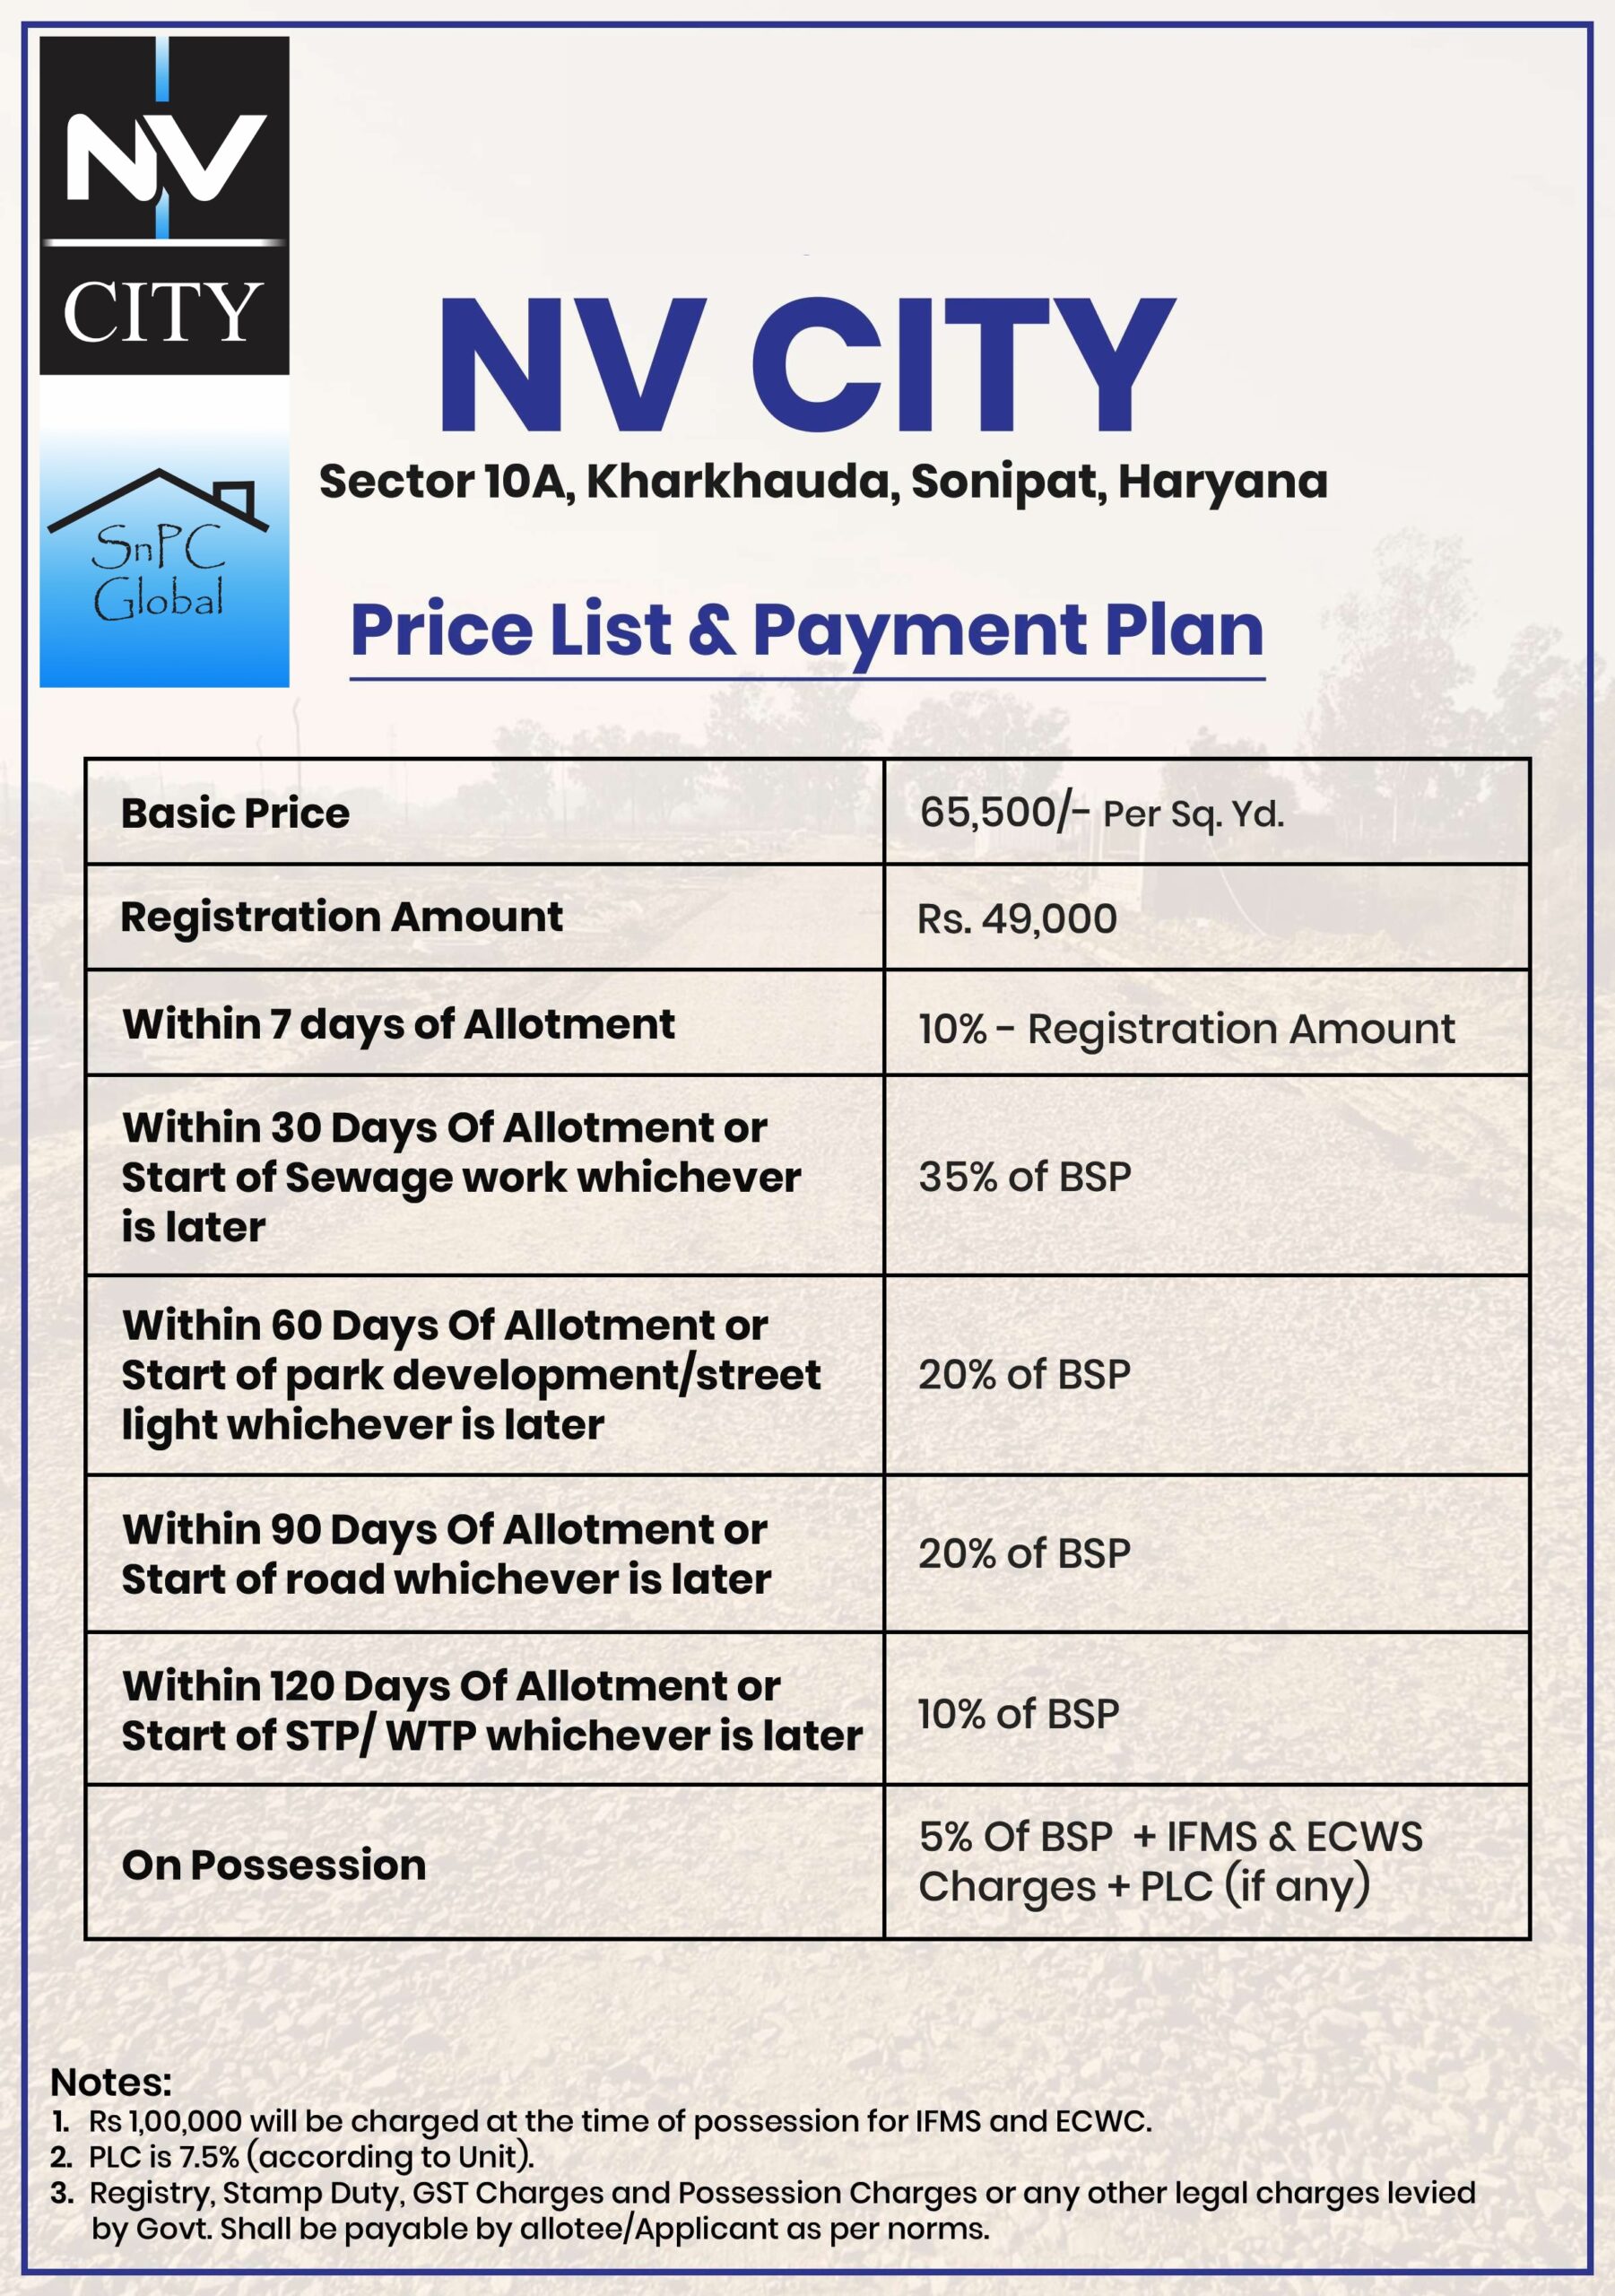 NV
CITY
SnPC
Global
NV CITY
Sector 10A, Kharkhauda, Sonipat, Haryana
Price List & Payment Plan
Basic Price
65,500/- Per Sq. Yd.
Registration Amount
Rs. 49,000
Within 7 days of Allotment
10% - Registration Amount
Within 30 Days Of Allotment or
Start of Sewage work whichever
is later
35% of BSP
Within 60 Days Of Allotment or
Start of park development/street
light whichever is later
20% of BSP
Within 90 Days Of Allotment or
Start of road whichever is later
20% of BSP
Within 120 Days Of Allotment or
Start of STP/ WTP whichever is later
10% of BSP
On Possession
5% Of BSP + IFMS & ECWS
Charges + PLC (if any)
Notes:
1. Rs 1,00,000 will be charged at the time of possession for IFMS and ECWC.
2. PLC is 7.5% (according to Unit).
3. Registry, Stamp Duty, GST Charges and Possession Charges or any other legal charges levied
by Govt. Shall be payable by allotee/Applicant as per norms.